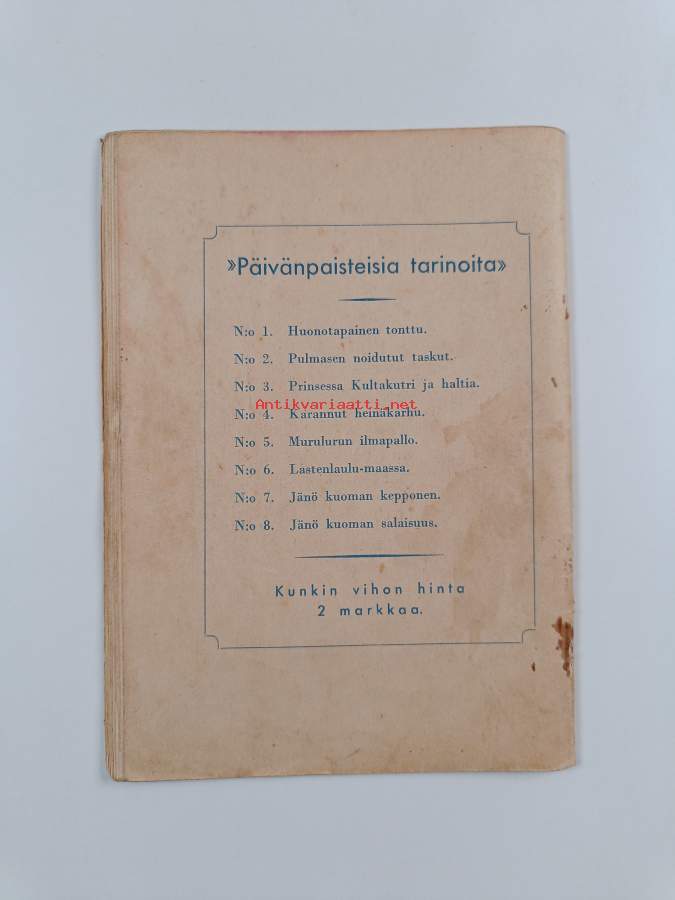 »Päivänpaisteisia tarinoita»
N:o 1. Huonotapainen tonttu.
N:o 2. Pulmasen noidutut taskut.
N:o 3. Prinsessa Kultakutri ja haltia.
Antikvariaatti.net
N:o 4. Karannut heinäkarhu.
N:o 5. Murulurun ilmapallo.
N:o 6. Lastenlaulu-maassa.
N:o 7. Jänö kuoman kepponen.
N:o 8. Jänö kuoman salaisuus.
Kunkin vihon hinta
2 markkaa.